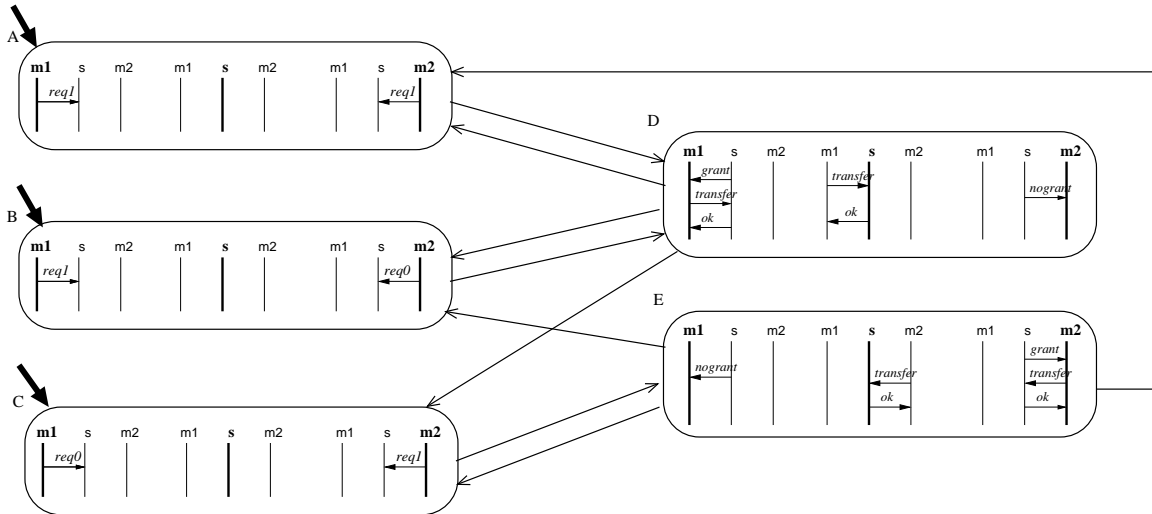 A
m1 s m2 m1 s m2 m1 s m2
req1 req1
B
m1 s m2 m1 s m2 m1 s m2
req1 req0
C
m1 s m2 m1 s m2 m1 s m2
req0 req1
D
m1 s m2 m1 s m2 m1 s m2
grant transfer
transfer nogrant
ok ok
E
m1 s m2 m1 s m2 m1 s m2
grant
nogrant transfer transfer
ok ok